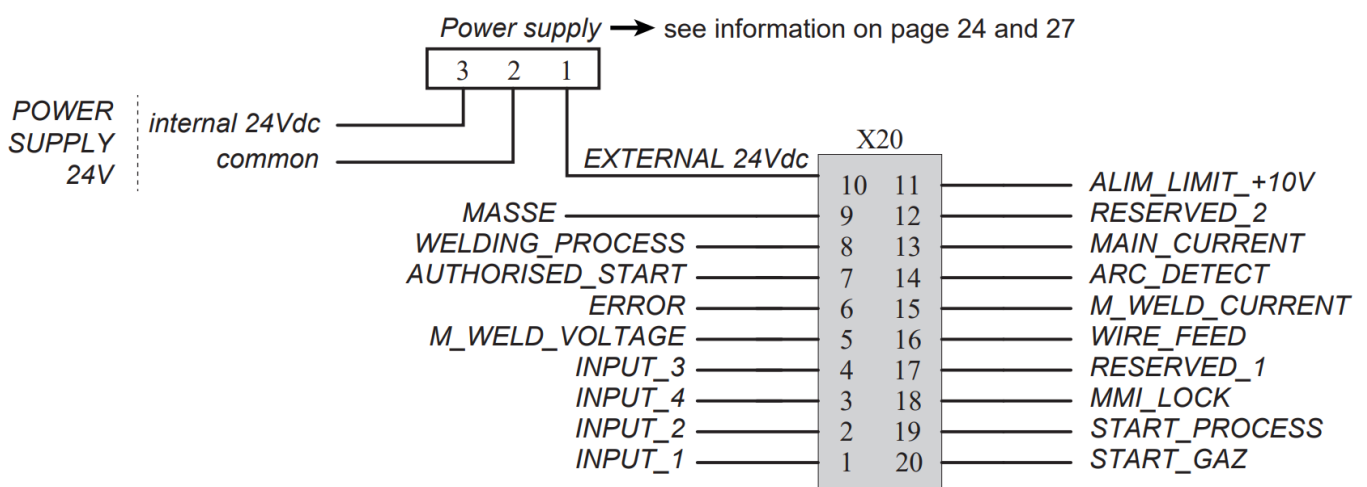 Power supply → see information on page 24 and 27
3 2 1
POWER SUPPLY 24V
internal 24Vdc
common
EXTERNAL 24Vdc
X20
10 11 ALIM_LIMIT_+10V
MASSE 9 12 RESERVED_2
WELDING_PROCESS 8 13 MAIN_CURRENT
AUTHORISED_START 7 14 ARC_DETECT
ERROR 6 15 M_WELD_CURRENT
M_WELD_VOLTAGE 5 16 WIRE_FEED
INPUT_3 4 17 RESERVED_1
INPUT_4 3 18 MMI_LOCK
INPUT_2 2 19 START_PROCESS
INPUT_1 1 20 START_GAZ